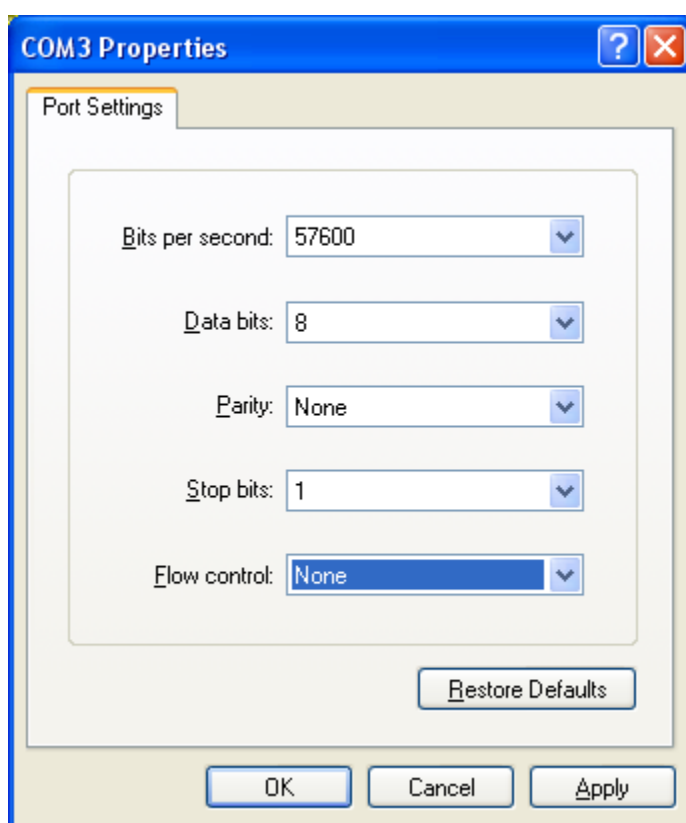 COM3 Properties
Port Settings
Bits per second: 57600
Data bits: 8
Parity: None
Stop bits: 1
Flow control: None
Restore Defaults
OK Cancel Apply